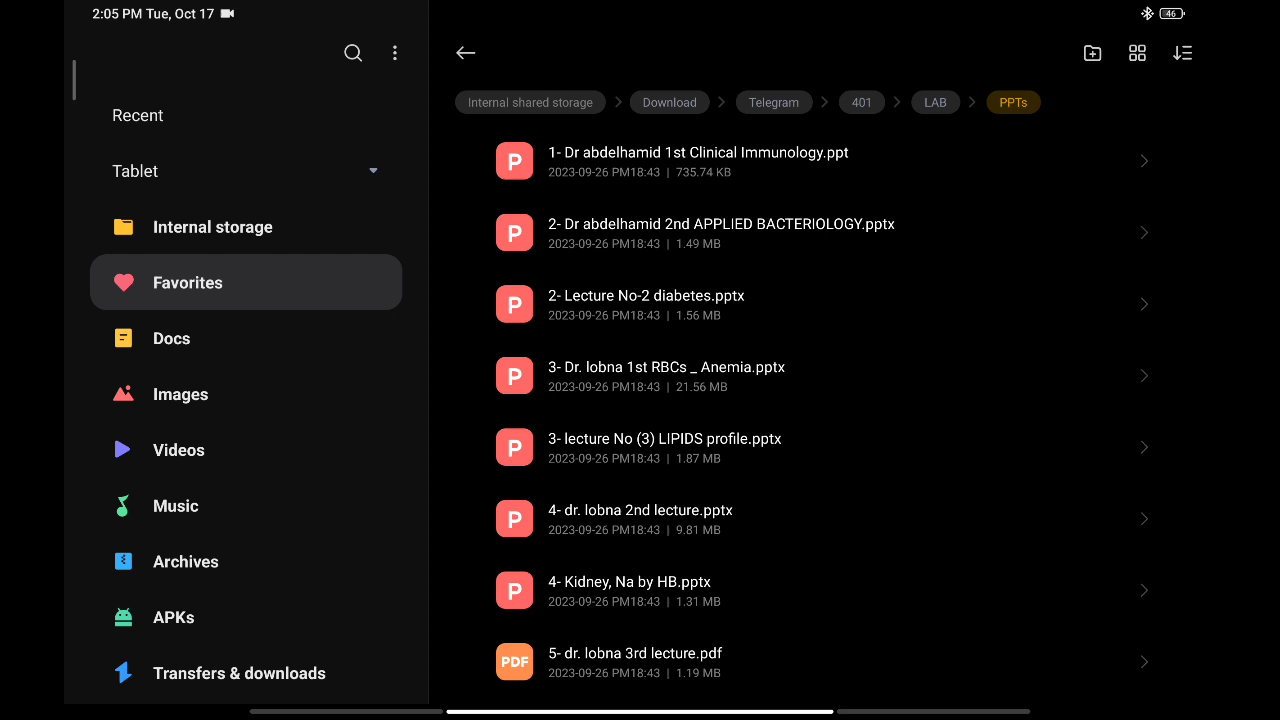 2:05 PM Tue, Oct 17
46
Recent
Tablet
Internal storage
Favorites
Docs
Images
Videos
Music
Archives
APKs
Transfers & downloads
Internal shared storage
Download
Telegram
401
LAB
PPTs
P
1- Dr abdelhamid 1st Clinical Immunology.ppt
2023-09-26 PM18:43 | 735.74 KB
P
2- Dr abdelhamid 2nd APPLIED BACTERIOLOGY.pptx
2023-09-26 PM18:43 | 1.49 MB
P
2- Lecture No-2 diabetes.pptx
2023-09-26 PM18:43 | 1.56 MB
P
3- Dr. lobna 1st RBCs _ Anemia.pptx
2023-09-26 PM18:43 | 21.56 MB
P
3- lecture No (3) LIPIDS profile.pptx
2023-09-26 PM18:43 | 1.87 MB
P
4- dr. lobna 2nd lecture.pptx
2023-09-26 PM18:43 | 9.81 MB
P
4- Kidney, Na by HB.pptx
2023-09-26 PM18:43 | 1.31 MB
PDF
5- dr. lobna 3rd lecture.pdf
2023-09-26 PM18:43 | 1.19 MB